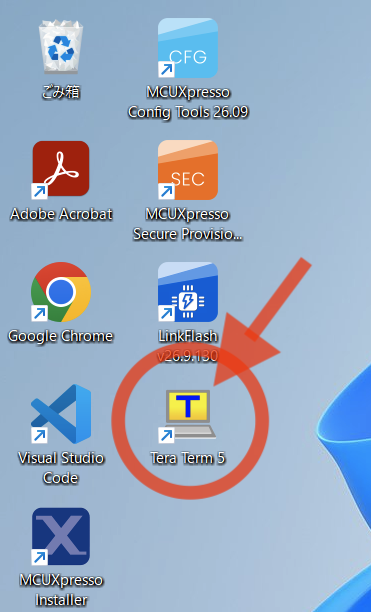 ごみ箱
CFG
MCUXpresso
Config Tools 26.09
Adobe Acrobat
SEC
MCUXpresso
Secure Provisio...
Google Chrome
LinkFlash
v26.9.130
Visual Studio
Code
T
Tera Term 5
X
MCUXpresso
Installer